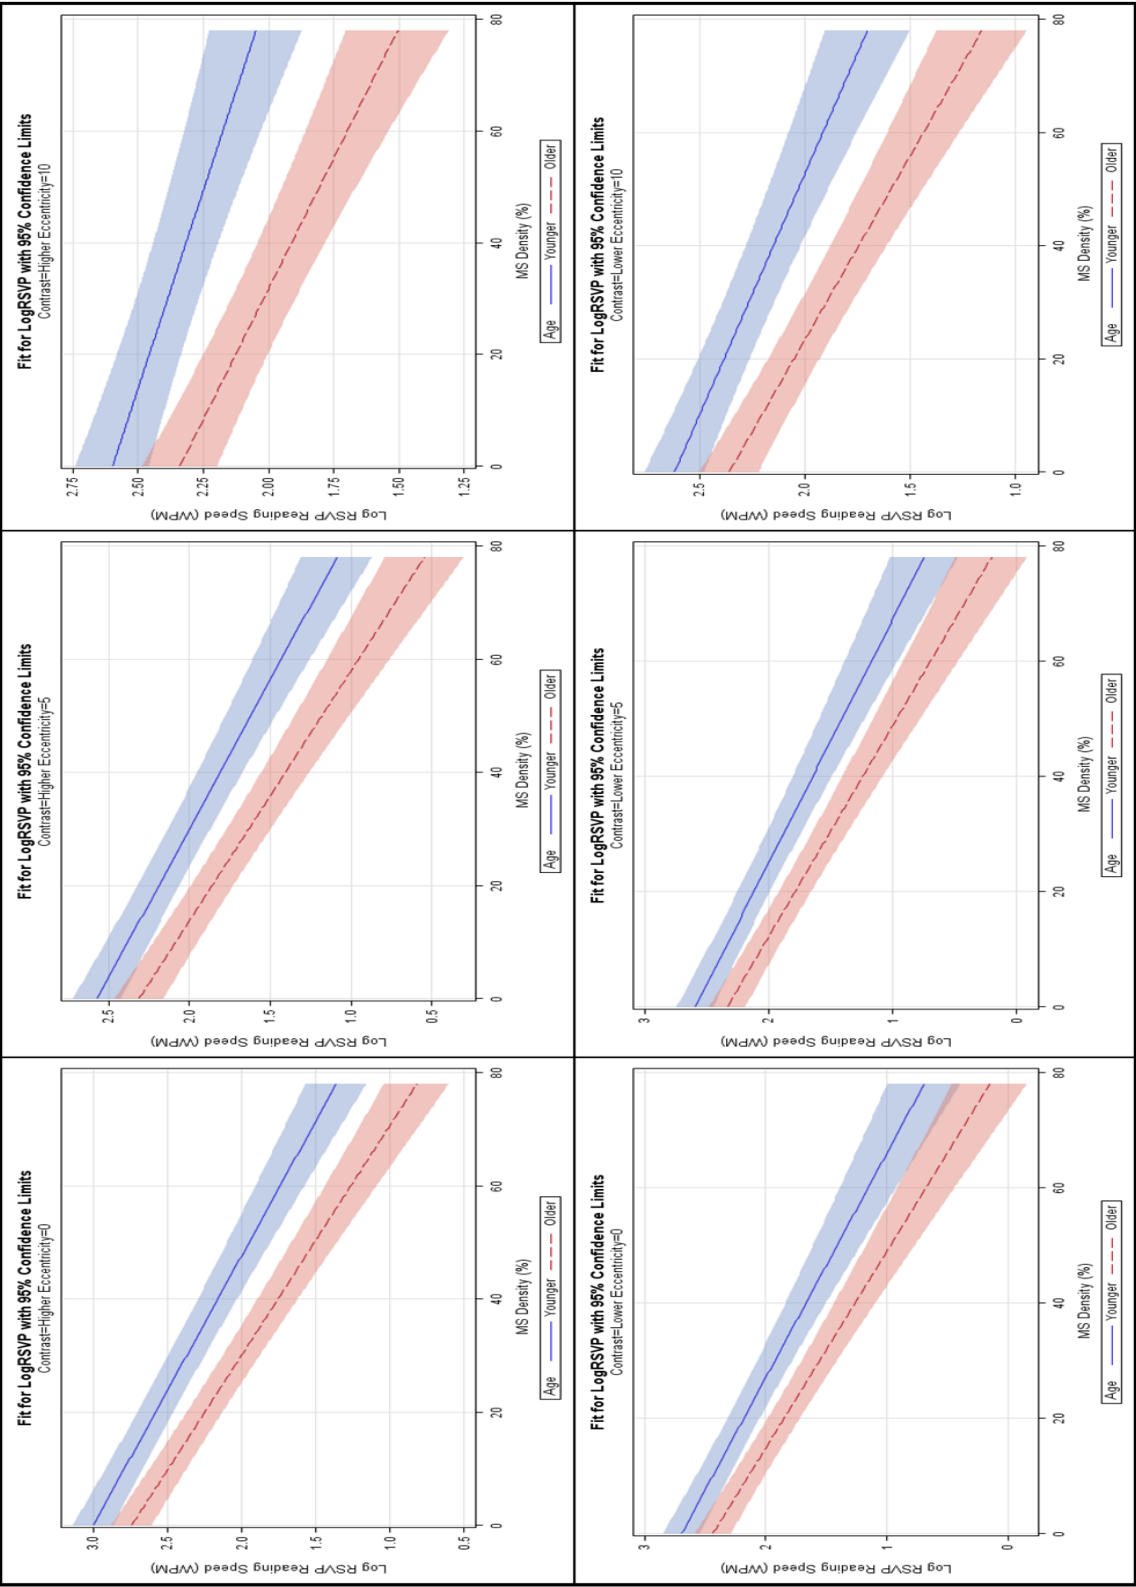 Fit for LogRSVP with 95% Confidence Limits
Contrast=Higher Eccentricity=0
Log RSVP Reading Speed (WPM)
3.0
2.5
2.0
1.5
1.0
0.5
0 20 40 60 80
MS Density (%)
Age Younger Older
Fit for LogRSVP with 95% Confidence Limits
Contrast=Higher Eccentricity=5
Log RSVP Reading Speed (WPM)
2.5
2.0
1.5
1.0
0.5
0 20 40 60 80
MS Density (%)
Age Younger Older
Fit for LogRSVP with 95% Confidence Limits
Contrast=Higher Eccentricity=10
Log RSVP Reading Speed (WPM)
2.75
2.50
2.25
2.00
1.75
1.50
1.25
0 20 40 60 80
MS Density (%)
Age Younger Older
Fit for LogRSVP with 95% Confidence Limits
Contrast=Lower Eccentricity=0
Log RSVP Reading Speed (WPM)
3
2
1
0
0 20 40 60 80
MS Density (%)
Age Younger Older
Fit for LogRSVP with 95% Confidence Limits
Contrast=Lower Eccentricity=5
Log RSVP Reading Speed (WPM)
3
2
1
0
0 20 40 60 80
MS Density (%)
Age Younger Older
Fit for LogRSVP with 95% Confidence Limits
Contrast=Lower Eccentricity=10
Log RSVP Reading Speed (WPM)
2.5
2.0
1.5
1.0
0 20 40 60 80
MS Density (%)
Age Younger Older